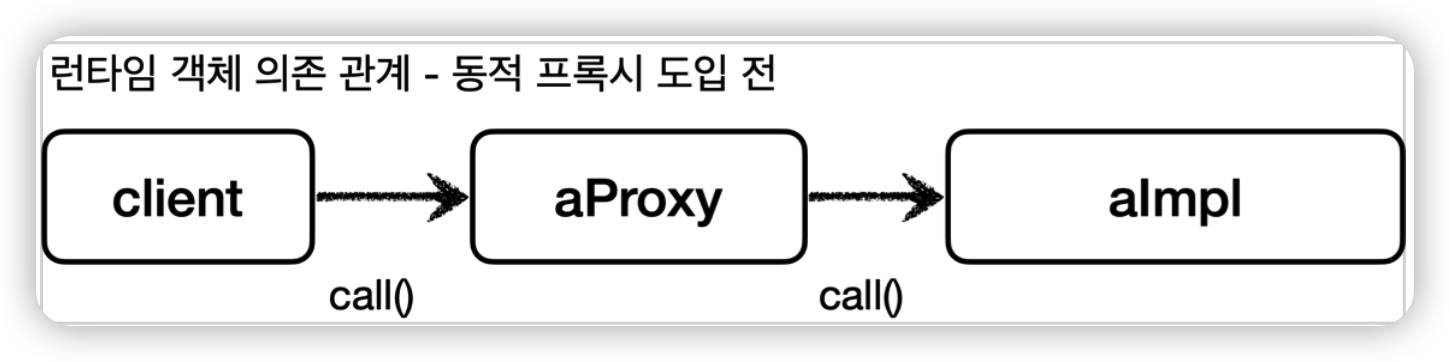 런타임 객체 의존 관계 - 동적 프록시 도입 전
client
aProxy
aImpl
call()
call()